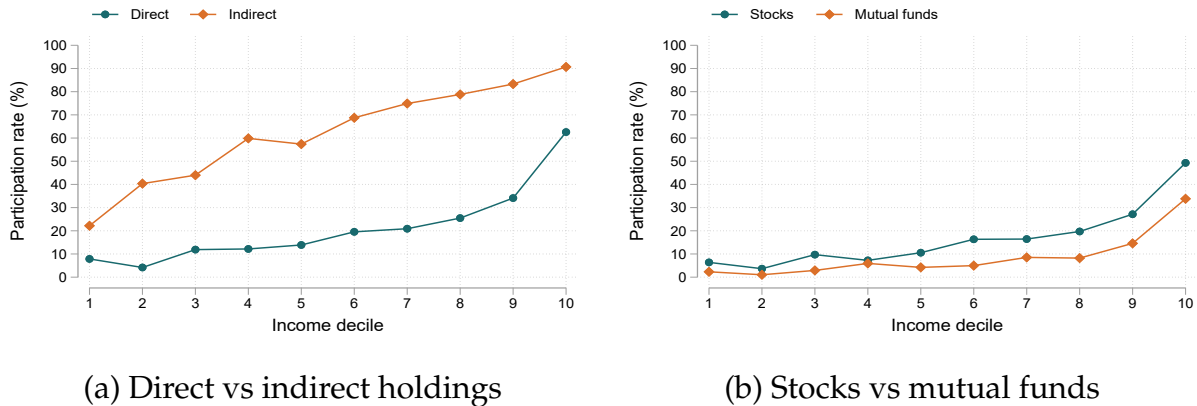 Direct Indirect
100
90
80
70
60
50
40
30
20
10
0
Participation rate (%)
1 2 3 4 5 6 7 8 9 10
Income decile
(a) Direct vs indirect holdings
Stocks Mutual funds
100
90
80
70
60
50
40
30
20
10
0
Participation rate (%)
1 2 3 4 5 6 7 8 9 10
Income decile
(b) Stocks vs mutual funds